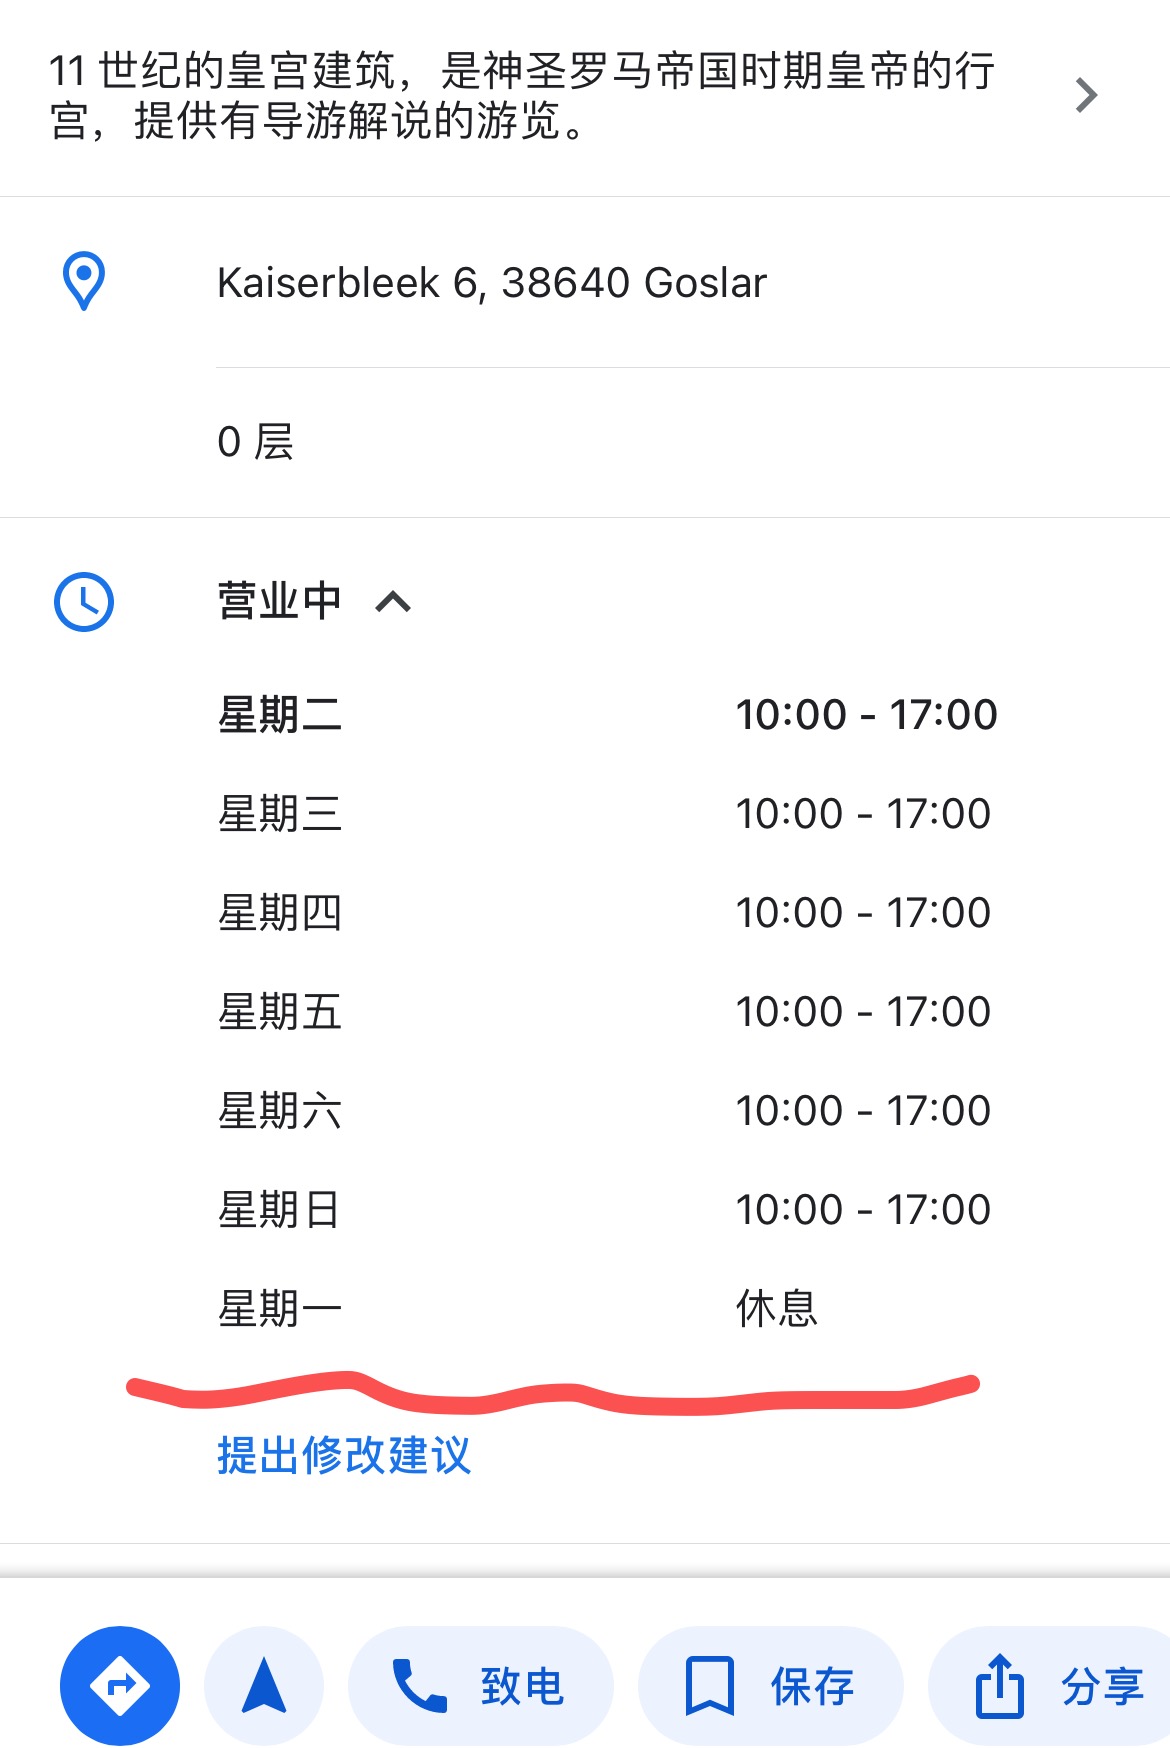 11 世纪的皇宫建筑，是神圣罗马帝国时期皇帝的行
宫，提供有导游解说的游览。
Kaiserbleek 6, 38640 Goslar
0 层
营业中
星期二 10:00 - 17:00
星期三 10:00 - 17:00
星期四 10:00 - 17:00
星期五 10:00 - 17:00
星期六 10:00 - 17:00
星期日 10:00 - 17:00
星期一 休息
提出修改建议
致电 保存 分享